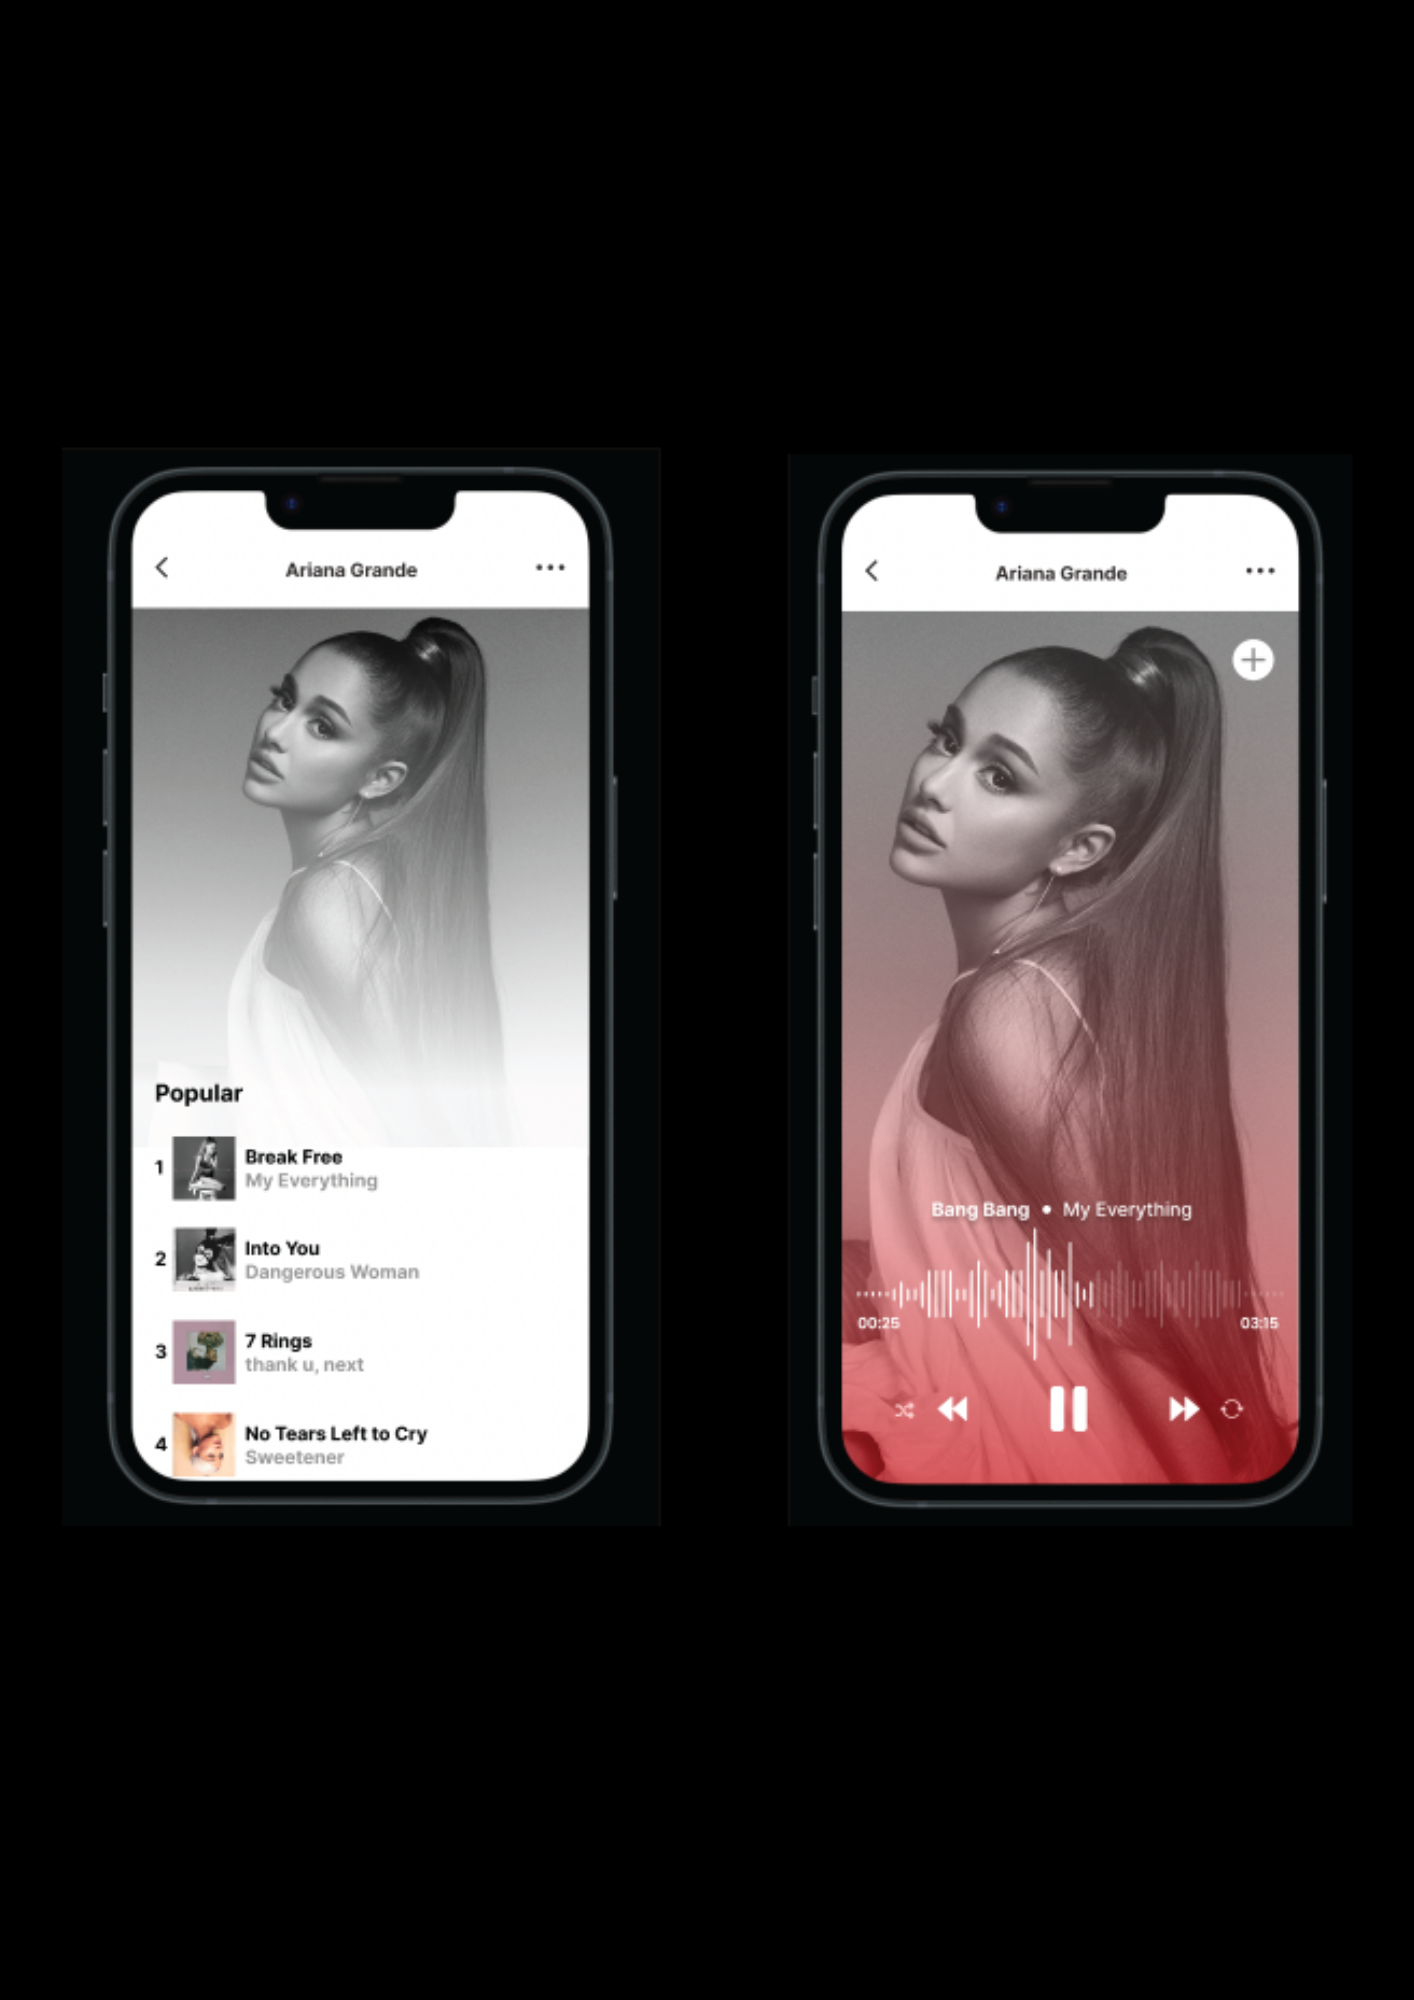 Ariana Grande
Popular
1
Break Free
My Everything
2
Into You
Dangerous Woman
3
7 Rings
thank u, next
4
No Tears Left to Cry
Sweetener
Ariana Grande
Bang Bang • My Everything
00:25
03:15